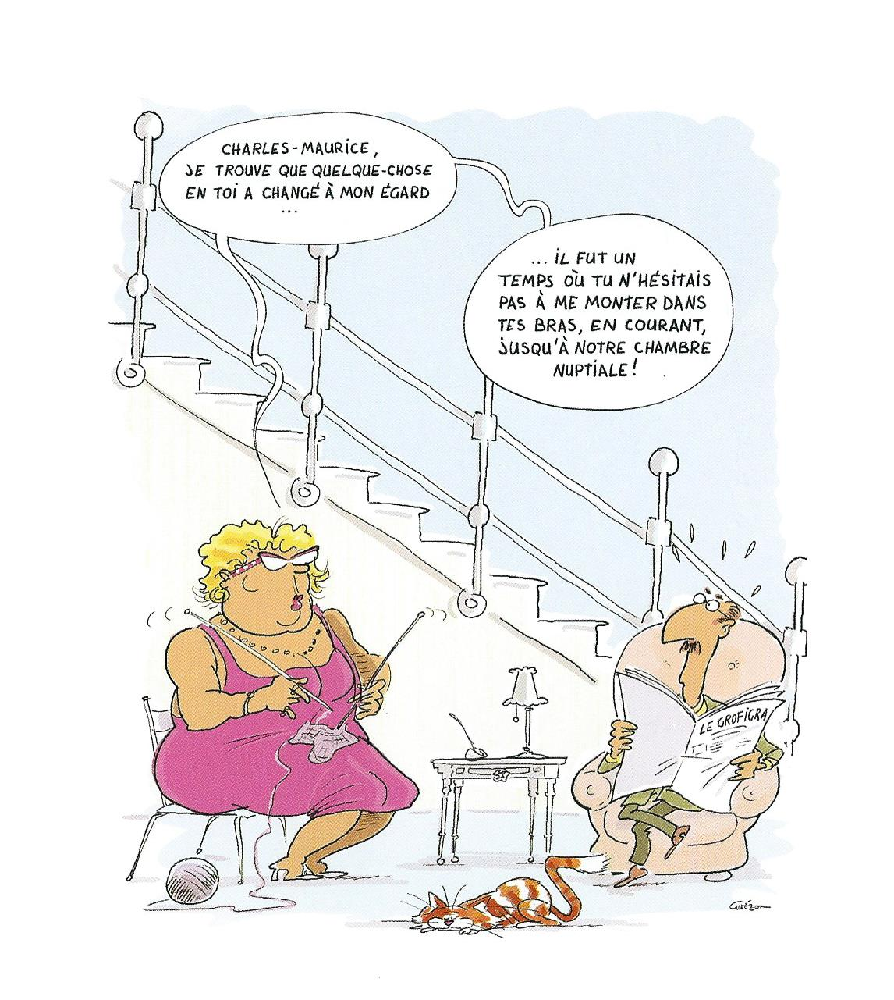 CHARLES-MAURICE,
JE TROUVE QUE QUELQUE-CHOSE
EN TOI A CHANGÉ À MON ÉGARD
...
... IL FUT UN
TEMPS OÙ TU N'HÉSITAIS
PAS À ME MONTER DANS
TES BRAS, EN COURANT,
JUSQU'À NOTRE CHAMBRE
NUPTIALE !
LE GROFIGRA